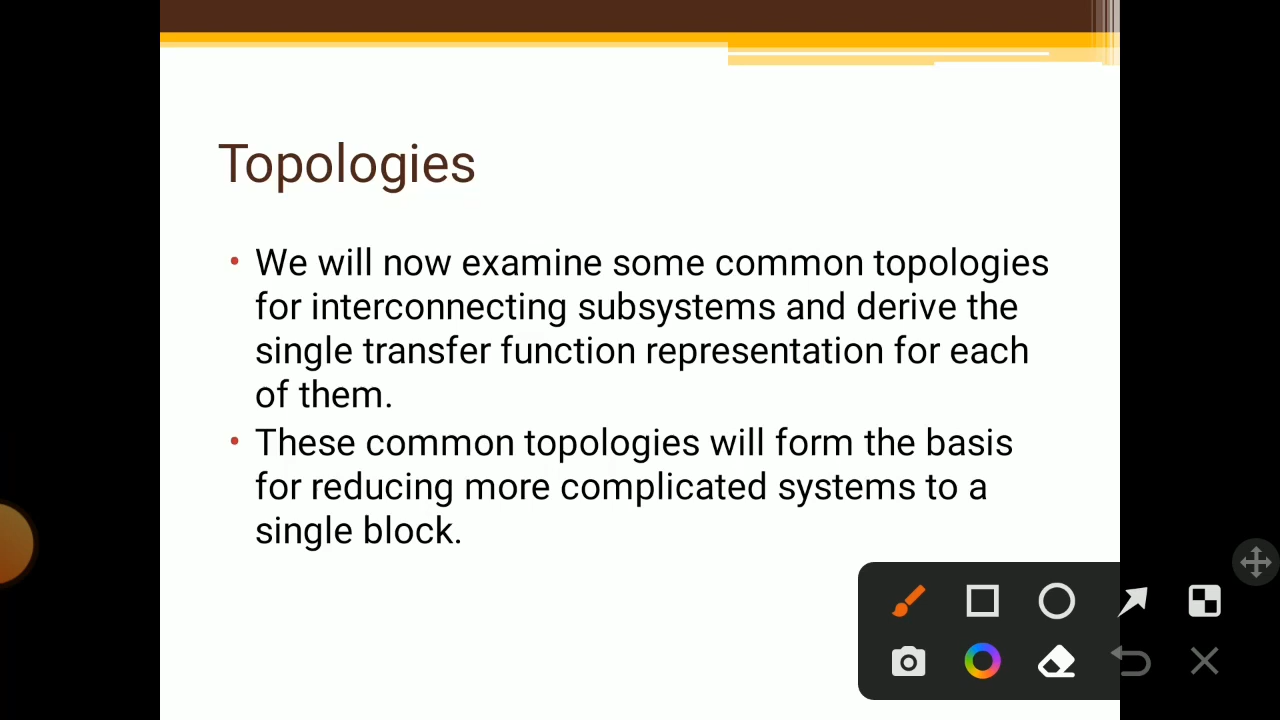 Topologies
• We will now examine some common topologies
for interconnecting subsystems and derive the
single transfer function representation for each
of them.
• These common topologies will form the basis
for reducing more complicated systems to a
single block.